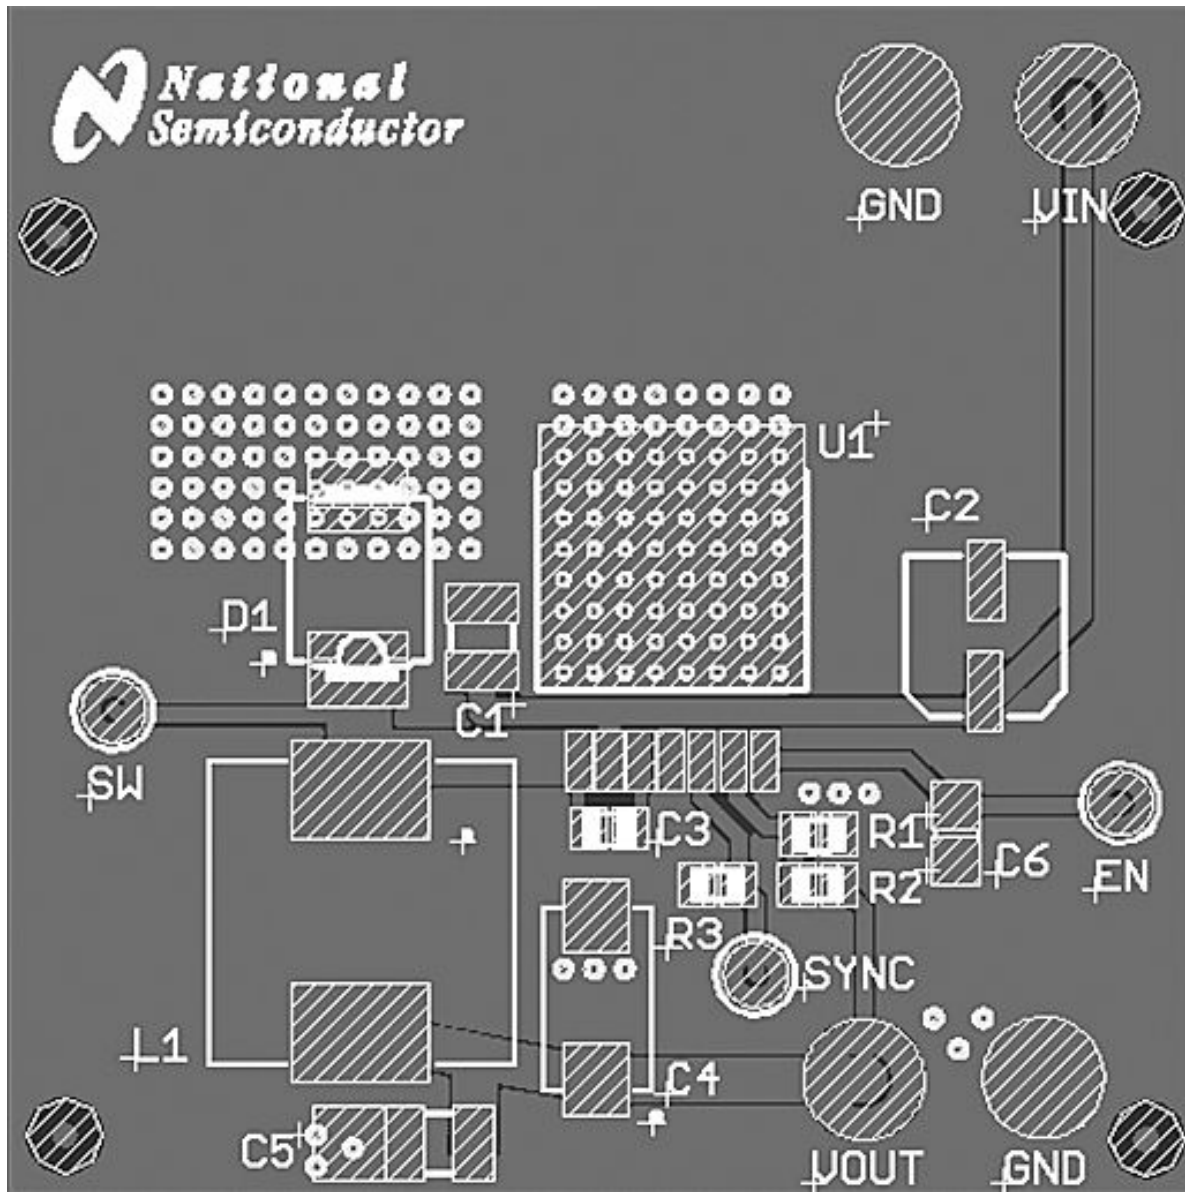 National
Semiconductor
GND
VIN
U1
C2
D1
C1
SW
C3
R1
R2
C6
EN
R3
SYNC
L1
C4
C5
VOUT
GND